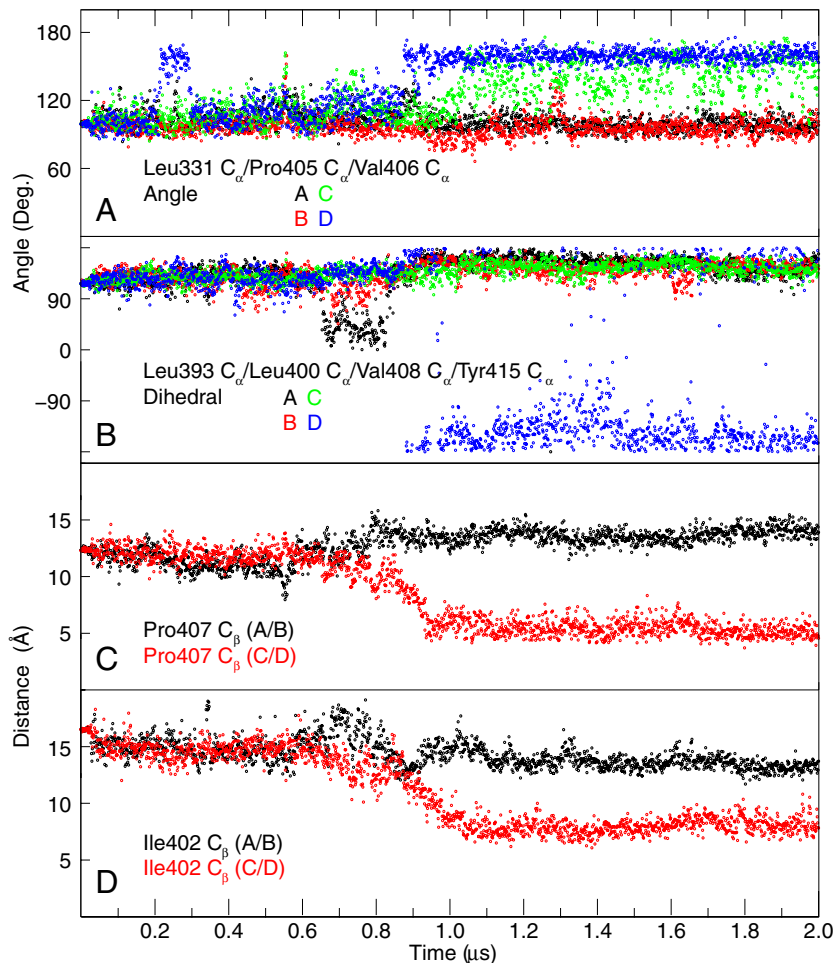 180
120
60
Leu331 Cα/Pro405 Cα/Val406 Cα
Angle A C
B D
A
Angle (Deg.)
90
0
−90
Leu393 Cα/Leu400 Cα/Val408 Cα/Tyr415 Cα
Dihedral A C
B D
B
15
10
5
Pro407 Cβ (A/B)
Pro407 Cβ (C/D)
C
Distance (Å)
15
10
5
Ile402 Cβ (A/B)
Ile402 Cβ (C/D)
D
0.2 0.4 0.6 0.8 1.0 1.2 1.4 1.6 1.8 2.0
Time (μs)